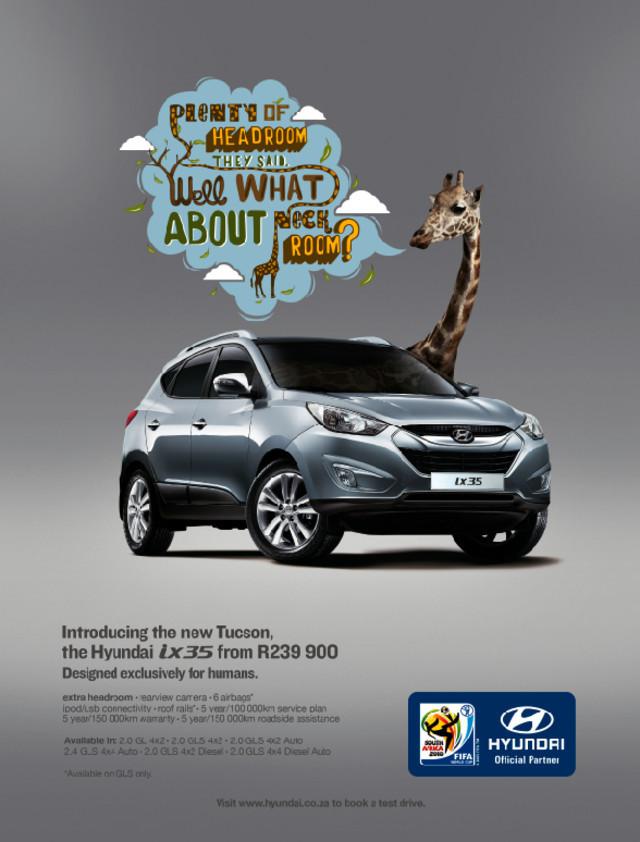 PLENTY OF
HEADROOM
THEY SAID.
Well WHAT
ABOUT NECK
ROOM?
ix35
Introducing the new Tucson,
the Hyundai ix35 from R239 900
Designed exclusively for humans.
extra headroom • rearview camera • 6 airbags*
ipod/usb connectivity • roof rails* • 5 year/100 000km service plan
5 year/150 000km warranty • 5 year/150 000km roadside assistance
Available in: 2.0 GL 4x2 • 2.0 GLS 4x2 • 2.0 GLS 4x2 Auto
2.4 GLS 4x4 Auto • 2.0 GLS 4x2 Diesel • 2.0 GLS 4x4 Diesel Auto
*Available on GLS only.
SOUTH
AFRICA
2010
FIFA
WORLD CUP
HYUNDAI
Official Partner
Visit www.hyundai.co.za to book a test drive.